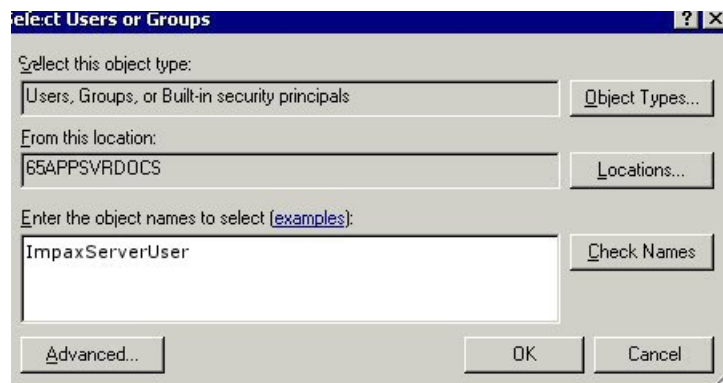 Select Users or Groups
Select this object type:
Users, Groups, or Built-in security principals
Object Types...
From this location:
65APPSVRDOCS
Locations...
Enter the object names to select (examples):
ImpaxServerUser
Check Names
Advanced...
OK
Cancel